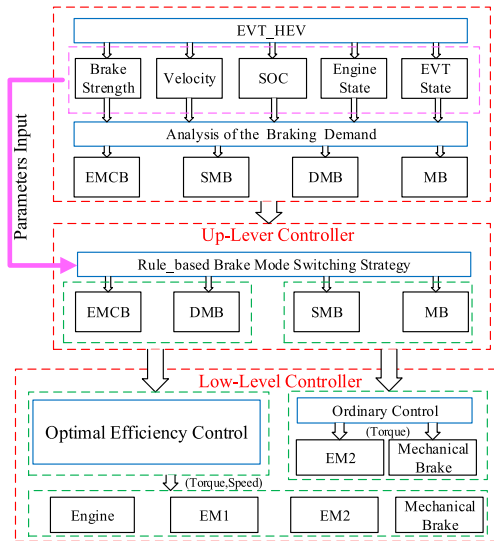 EVT_HEV
Brake
Strength
Velocity
SOC
Engine
State
EVT
State
Analysis of the Braking Demand
EMCB
SMB
DMB
MB
Parameters Input
Up-Lever Controller
Rule_based Brake Mode Switching Strategy
EMCB
DMB
SMB
MB
Low-Level Controller
Optimal Efficiency Control
Ordinary Control
(Torque)
EM2
Mechanical
Brake
(Torque,Speed)
Engine
EM1
EM2
Mechanical
Brake